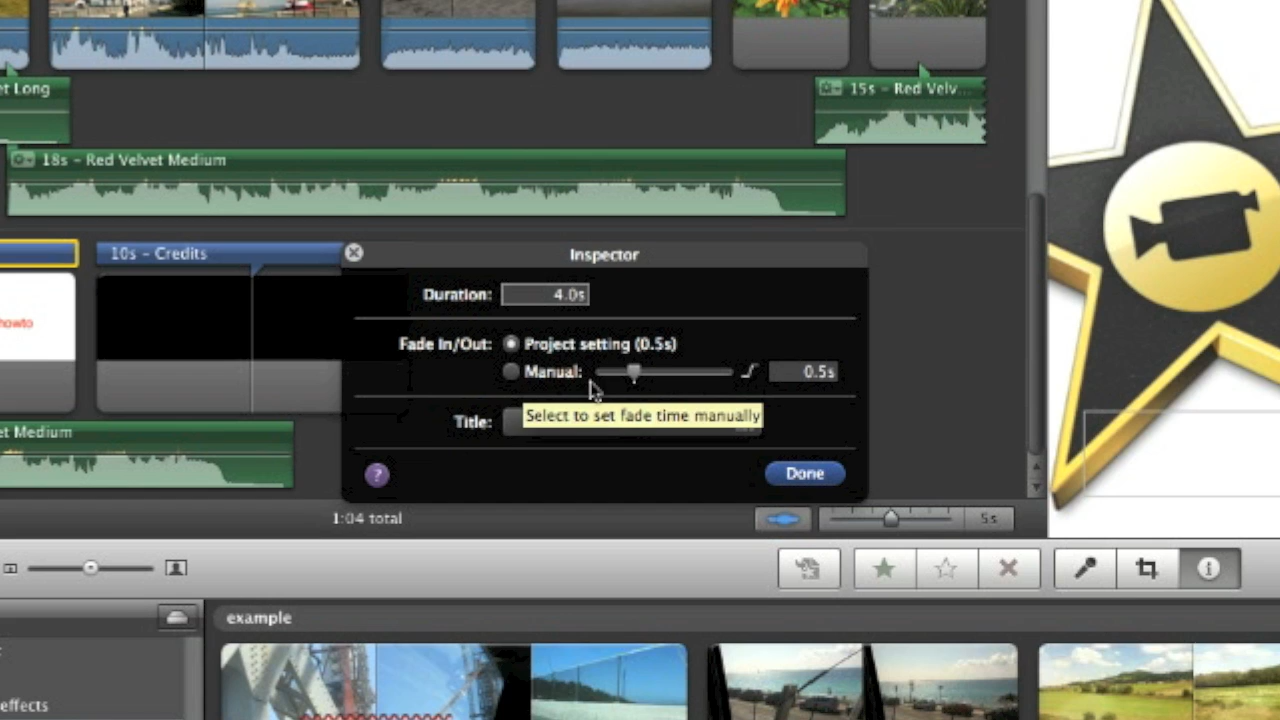 et Long
15s - Red Velv...
18s - Red Velvet Medium
10s - Credits
Inspector
howto
Duration: 4.0s
Fade In/Out: Project setting (0.5s)
Manual: 0.5s
Select to set fade time manually
Title:
et Medium
?
Done
1:04 total
5s
example
effects